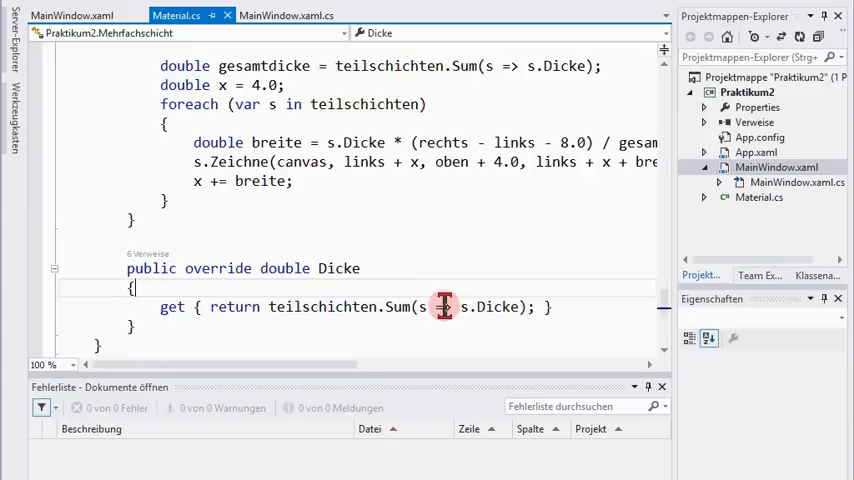 MainWindow.xaml Material.cs MainWindow.xaml.cs
Praktikum2.Mehrfachschicht Dicke
double gesamtdicke = teilschichten.Sum(s => s.Dicke);
double x = 4.0;
foreach (var s in teilschichten)
{
double breite = s.Dicke * (rechts - links - 8.0) / gesam
s.Zeichne(canvas, links + x, oben + 4.0, links + x + bre
x += breite;
}
}
6 Verweise
public override double Dicke
{
get { return teilschichten.Sum(s => s.Dicke); }
}
}
100 %
Fehlerliste - Dokumente öffnen
0 von 0 Fehler 0 von 0 Warnungen 0 von 0 Meldungen Fehlerliste durchsuchen
Beschreibung Datei Zeile Spalte Projekt
Server-Explorer
Werkzeugkasten
Projektmappen-Explorer
Projektmappen-Explorer (Strg+
Projektmappe "Praktikum2" (1 P
Praktikum2
Properties
Verweise
App.config
App.xaml
MainWindow.xaml
MainWindow.xaml.cs
Material.cs
Projekt... Team Ex... Klassena...
Eigenschaften